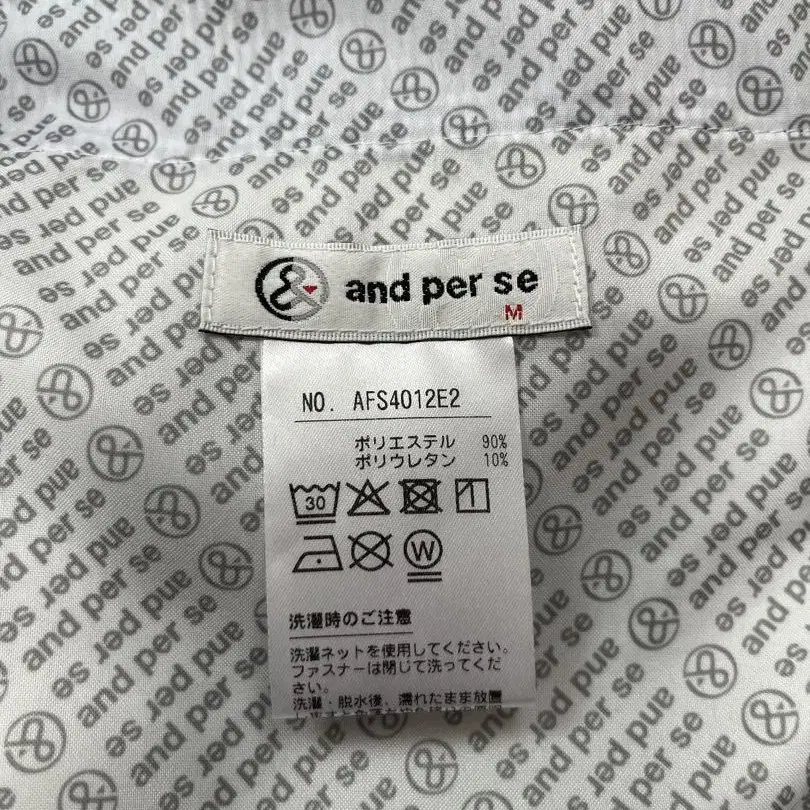 and per se
M
NO. AFS4012E2
ポリエステル 90%
ポリウレタン 10%
30
W
洗濯時のご注意
洗濯ネットを使用してください。
ファスナーは閉じて洗ってくだ
さい。
洗濯・脱水後、濡れたまま放置